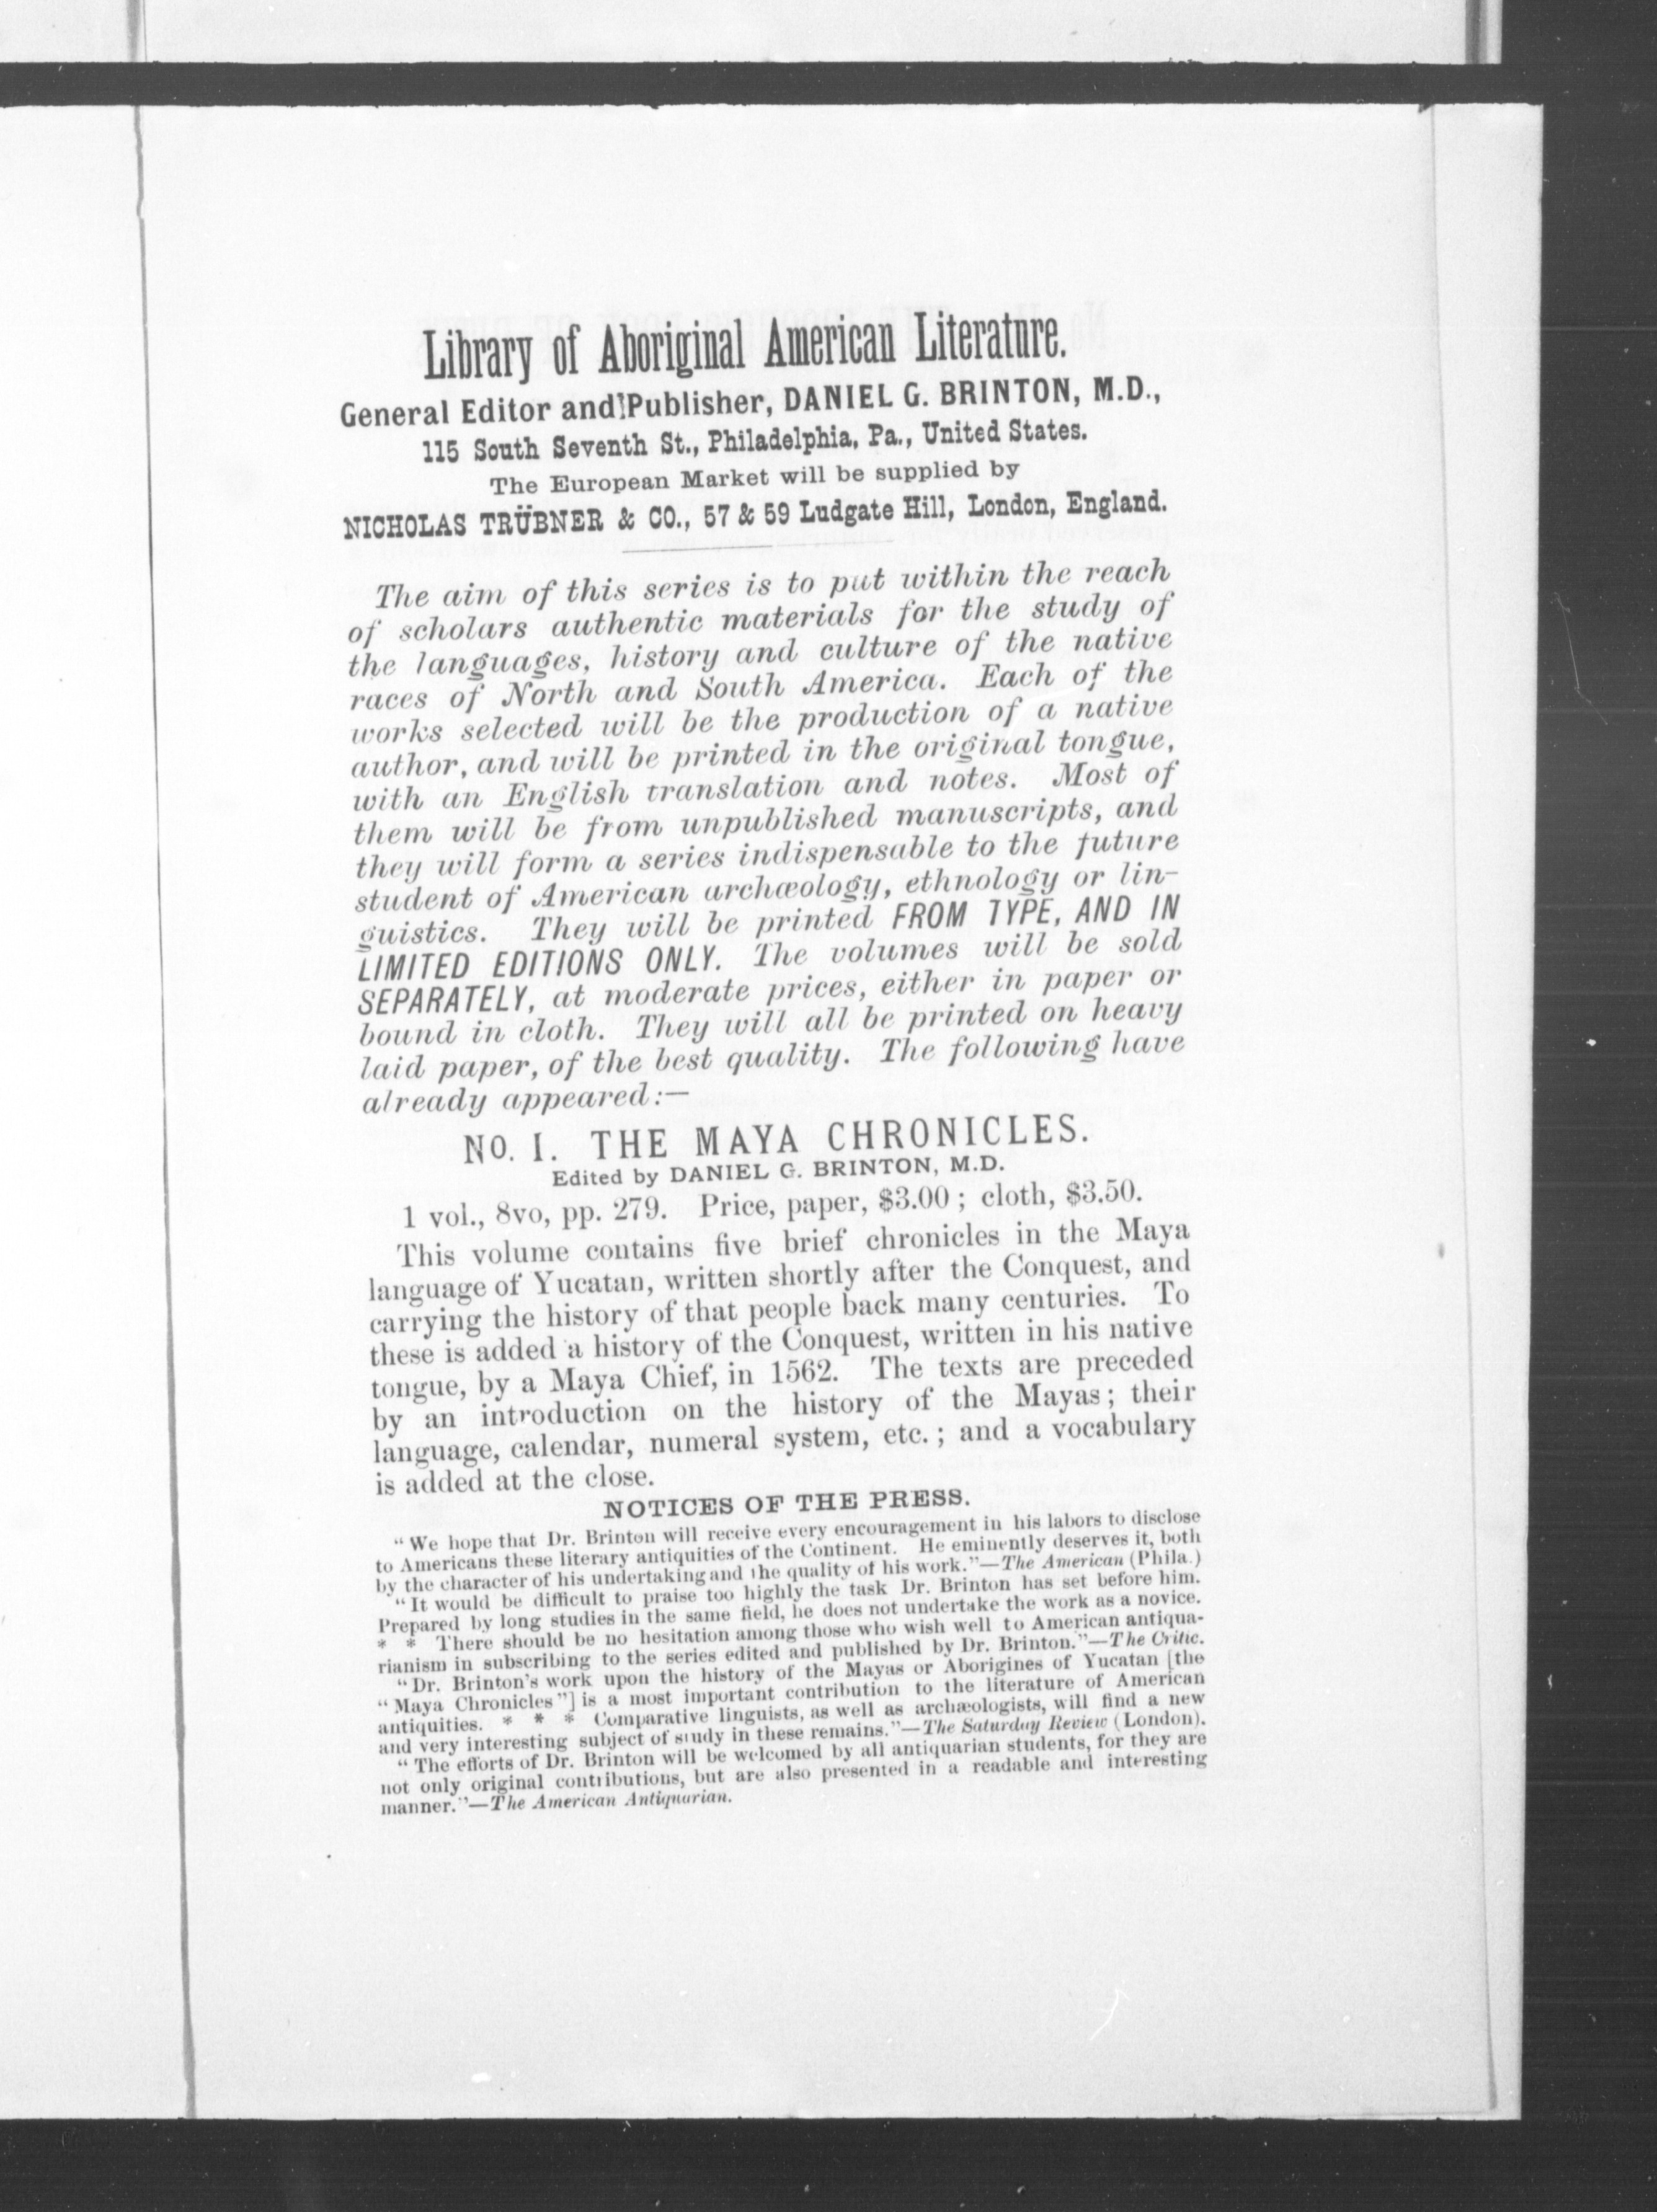 Library of Aboriginal American Literature.
General Editor and Publisher, DANIEL G. BRINTON, M.D.,
115 South Seventh St., Philadelphia, Pa., United States.
The European Market will be supplied by
NICHOLAS TRÜBNER & CO., 57 & 59 Ludgate Hill, London, England.
The aim of this series is to put within the reach
of scholars authentic materials for the study of
the languages, history and culture of the native
races of North and South America. Each of the
works selected will be the production of a native
author, and will be printed in the original tongue,
with an English translation and notes. Most of
them will be from unpublished manuscripts, and
they will form a series indispensable to the future
student of American archæology, ethnology or lin-
guistics. They will be printed FROM TYPE, AND IN
LIMITED EDITIONS ONLY. The volumes will be sold
SEPARATELY, at moderate prices, either in paper or
bound in cloth. They will all be printed on heavy
laid paper, of the best quality. The following have
already appeared:—
NO. I. THE MAYA CHRONICLES.
Edited by DANIEL G. BRINTON, M.D.
1 vol., 8vo, pp. 279. Price, paper, $3.00; cloth, $3.50.
This volume contains five brief chronicles in the Maya
language of Yucatan, written shortly after the Conquest, and
carrying the history of that people back many centuries. To
these is added a history of the Conquest, written in his native
tongue, by a Maya Chief, in 1562. The texts are preceded
by an introduction on the history of the Mayas; their
language, calendar, numeral system, etc.; and a vocabulary
is added at the close.
NOTICES OF THE PRESS.
"We hope that Dr. Brinton will receive every encouragement in his labors to disclose
to Americans these literary antiquities of the Continent. He eminently deserves it, both
by the character of his undertaking and the quality of his work."—The American (Phila.)
"It would be difficult to praise too highly the task Dr. Brinton has set before him.
Prepared by long studies in the same field, he does not undertake the work as a novice.
* * There should be no hesitation among those who wish well to American antiqua-
rianism in subscribing to the series edited and published by Dr. Brinton."—The Critic.
"Dr. Brinton's work upon the history of the Mayas or Aborigines of Yucatan [the
"Maya Chronicles"] is a most important contribution to the literature of American
antiquities. * * * Comparative linguists, as well as archæologists, will find a new
and very interesting subject of study in these remains."—The Saturday Review (London).
"The efforts of Dr. Brinton will be welcomed by all antiquarian students, for they are
not only original contributions, but are also presented in a readable and interesting
manner."—The American Antiquarian.